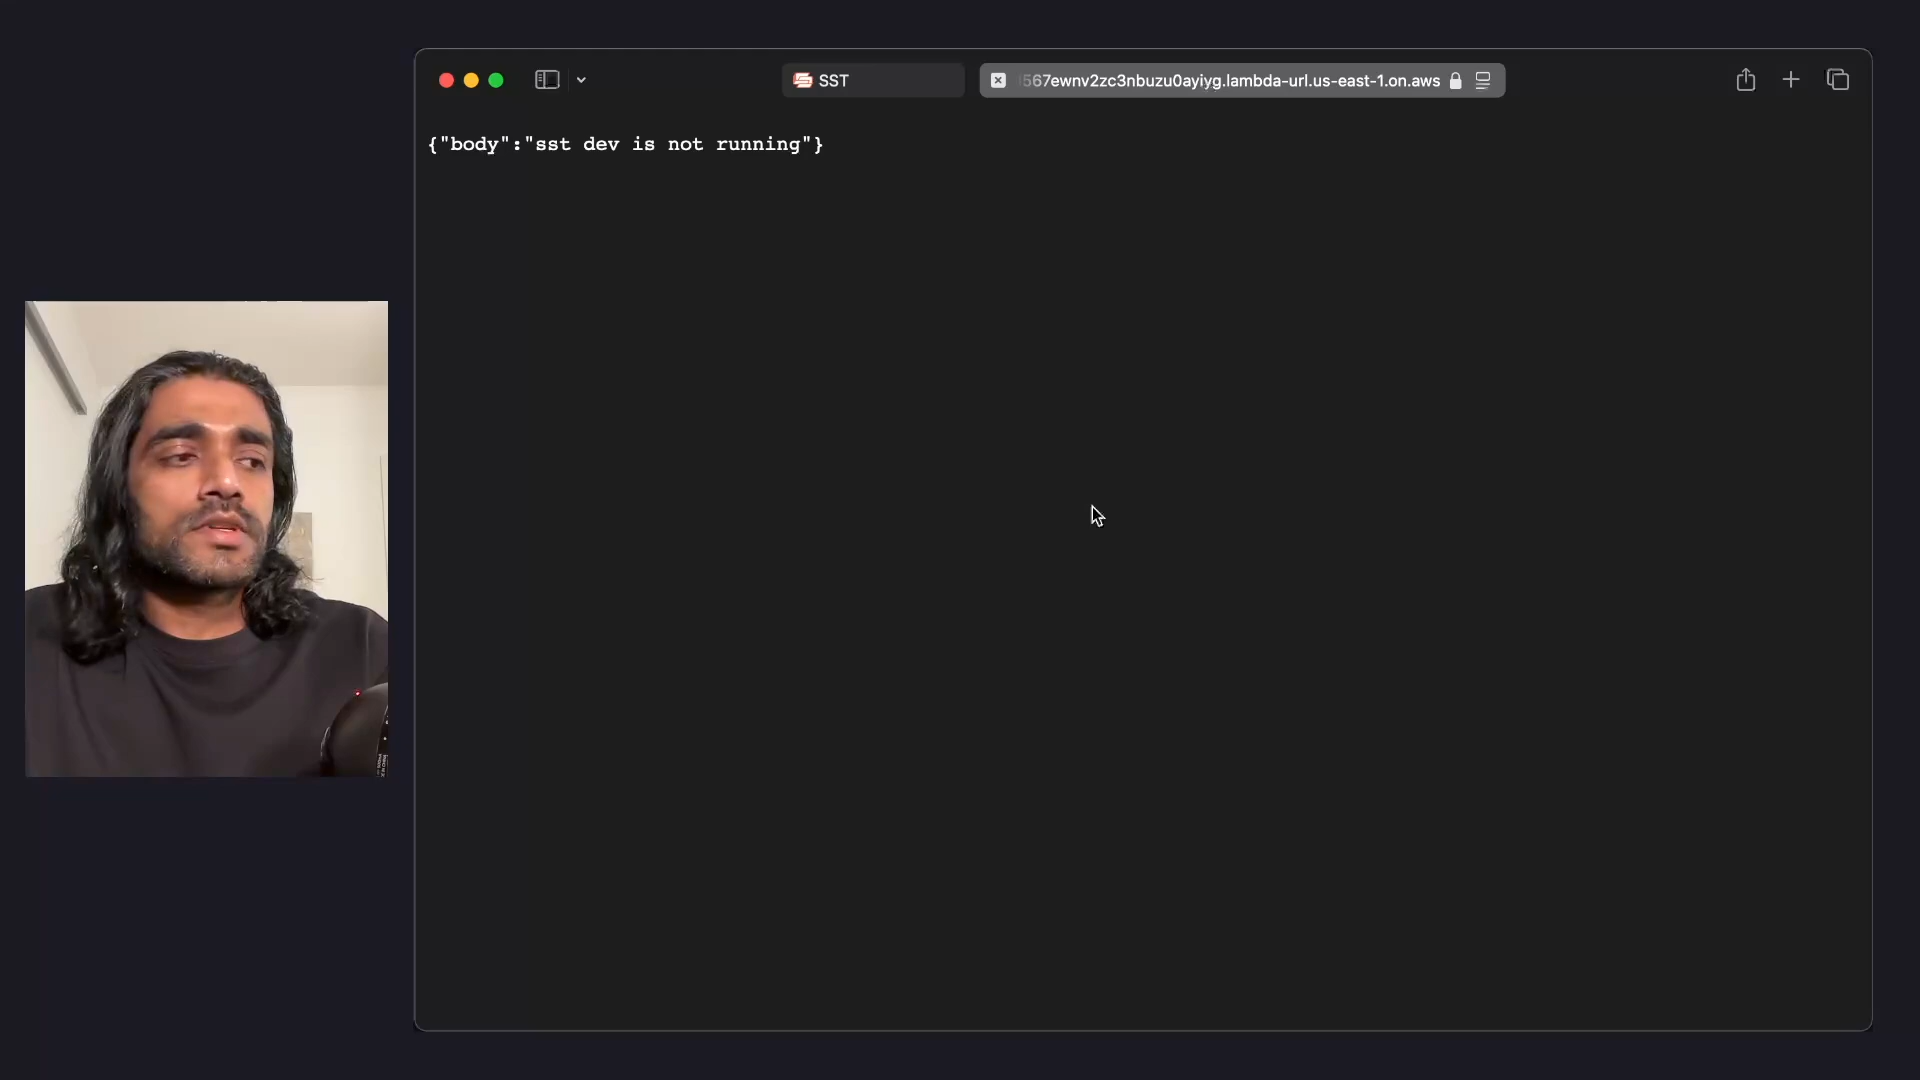 SST
567ewnv2zc3nbuzu0ayiyg.lambda-url.us-east-1.on.aws
{"body":"sst dev is not running"}